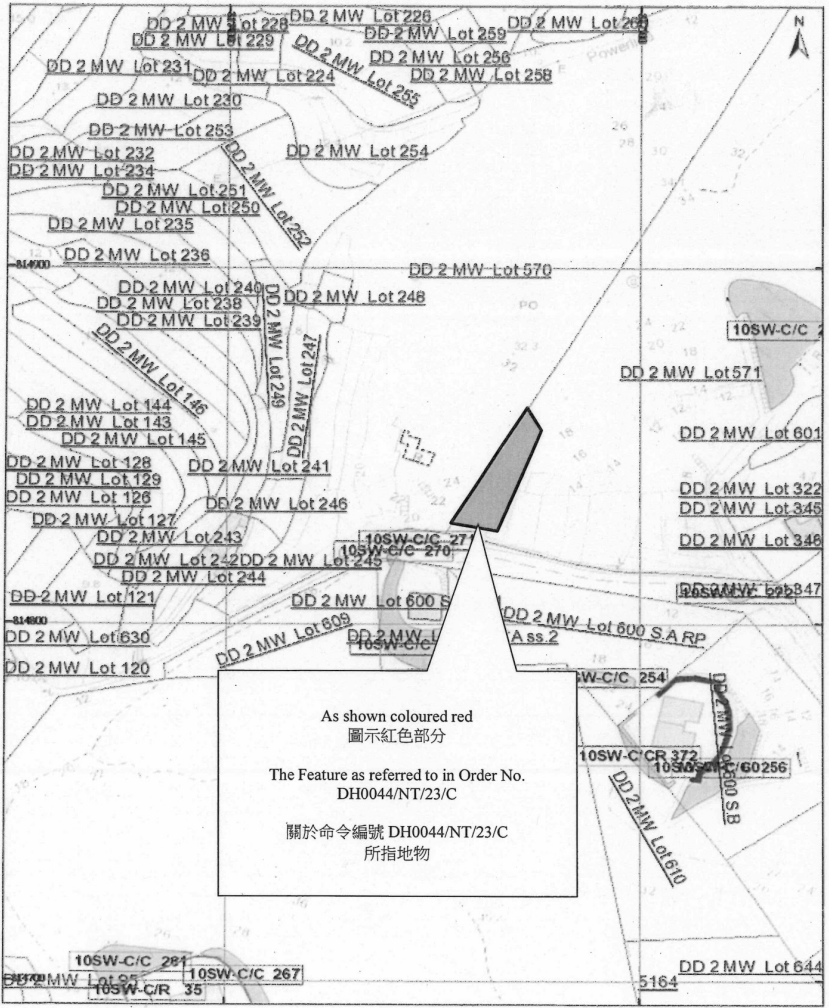 DD 2 MW Lot 228
DD 2 MW Lot 226
DD 2 MW Lot 229
DD 2 MW Lot 259
N
DD 2 MW Lot 256
Powerline
DD 2 MW Lot 231
DD 2 MW Lot 224
DD 2 MW Lot 255
DD 2 MW Lot 258
DD 2 MW Lot 230
DD 2 MW Lot 253
DD 2 MW Lot 232
DD 2 MW Lot 254
DD 2 MW Lot 234
DD 2 MW Lot 252
DD 2 MW Lot 251
DD 2 MW Lot 250
DD 2 MW Lot 235
DD 2 MW Lot 236
814900
DD 2 MW Lot 570
DD 2 MW Lot 240
DD 2 MW Lot 248
DD 2 MW Lot 238
PO
DD 2 MW Lot 239
DD 2 MW Lot 249
DD 2 MW Lot 247
DD 2 MW Lot 146
DD 2 MW Lot 571
DD 2 MW Lot 144
DD 2 MW Lot 143
DD 2 MW Lot 145
DD 2 MW Lot 601
DD 2 MW Lot 128
DD 2 MW Lot 241
DD 2 MW Lot 129
DD 2 MW Lot 126
DD 2 MW Lot 322
DD 2 MW Lot 246
DD 2 MW Lot 345
DD 2 MW Lot 127
DD 2 MW Lot 243
10SW-C/C 271
DD 2 MW Lot 346
10SW-C/C 270
DD 2 MW Lot 242
DD 2 MW Lot 245
DD 2 MW Lot 244
DD 2 MW Lot 347
DD 2 MW Lot 121
DD 2 MW Lot 600 S
814800
DD 2 MW Lot 609
DD 2 MW Lot 600 S.A RP
DD 2 MW Lot 630
A ss.2
10SW-C/C
DD 2 MW Lot 120
SW-C/C 254
As shown coloured red
圖示紅色部分
The Feature as referred to in Order No.
DH0044/NT/23/C
關於命令編號 DH0044/NT/23/C
所指地物
10SW-C/CR 372
DD 2 MW Lot 600 S.B
DD 2 MW Lot 610
10SW-C/C 281
10SW-C/C 267
DD 2 MW Lot 644
10SW-C/R 35
5164